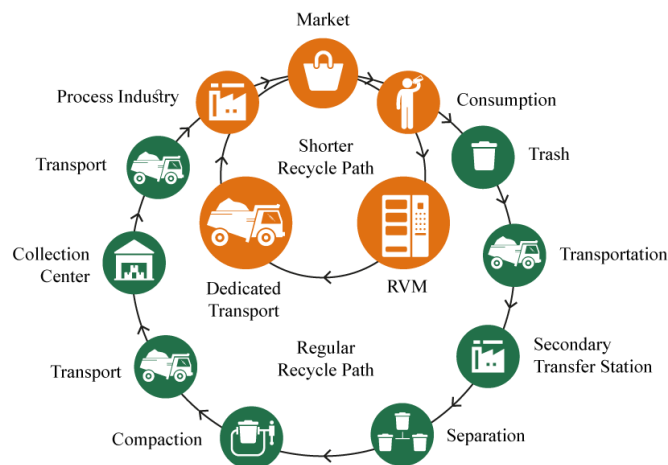 Market
Process Industry
Consumption
Shorter
Recycle Path
Transport
Trash
Collection
Center
Transportation
Dedicated
Transport
RVM
Regular
Recycle Path
Secondary
Transfer Station
Transport
Compaction
Separation